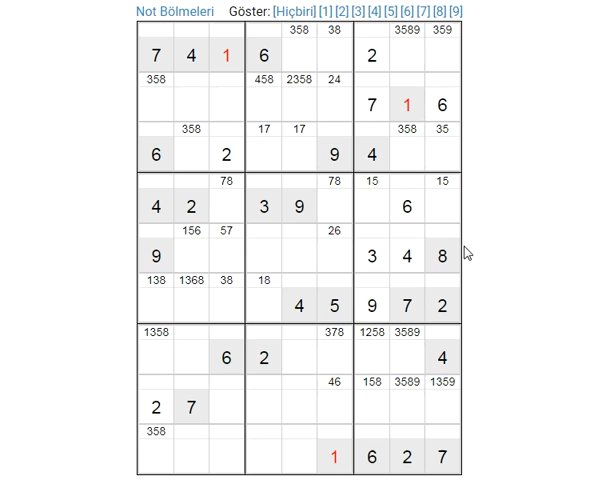 Not Bölmeleri Göster: [Hiçbiri] [1] [2] [3] [4] [5] [6] [7] [8] [9]
358 38 3589 359
7 4 1 6 2
358 458 2358 24
7 1 6
358 17 17 358 35
6 2 9 4
78 78 15 15
4 2 3 9 6
156 57 26
9 3 4 8
138 1368 38 18
4 5 9 7 2
1358 378 1258 3589
6 2 4
46 158 3589 1359
2 7
358
1 6 2 7